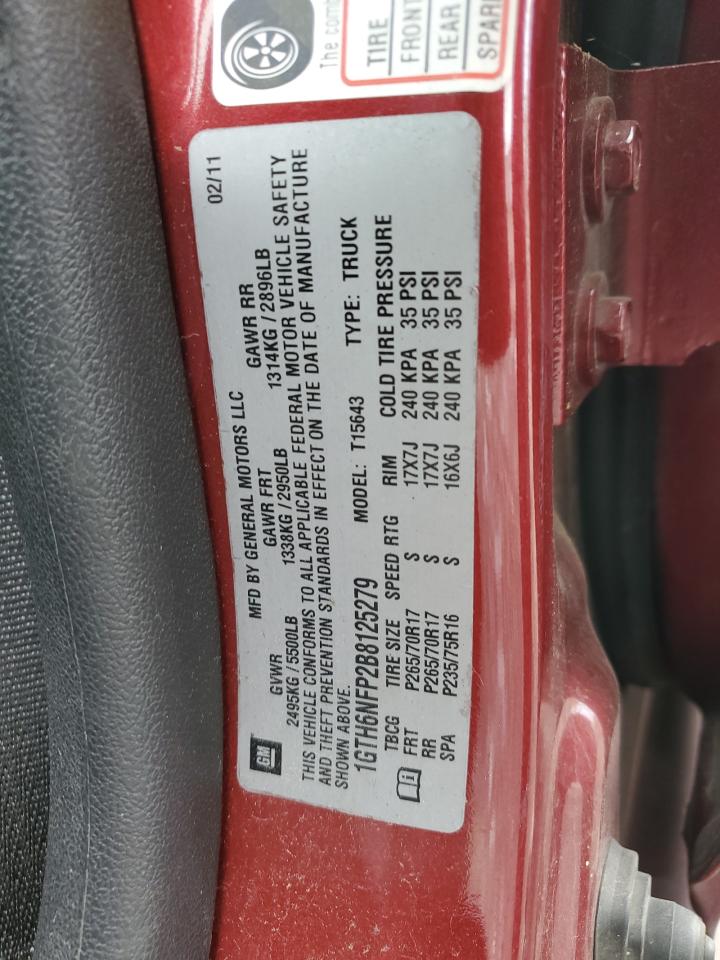 The
TIRE
FRONT
REAR
MFD BY GENERAL MOTORS LLC 02/11
GM
GVWR GAWR FRT GAWR RR
2495KG / 5500LB 1338KG / 2950LB 1314KG / 2896LB
THIS VEHICLE CONFORMS TO ALL APPLICABLE FEDERAL MOTOR VEHICLE SAFETY
AND THEFT PREVENTION STANDARDS IN EFFECT ON THE DATE OF MANUFACTURE
SHOWN ABOVE.
1GTH6NFP2B8125279 MODEL: T15643 TYPE: TRUCK
TBCG TIRE SIZE SPEED RTG RIM COLD TIRE PRESSURE
FRT P265/70R17 S 17X7J 240 KPA 35 PSI
RR P265/70R17 S 17X7J 240 KPA 35 PSI
SPA P235/75R16 S 16X6J 240 KPA 35 PSI